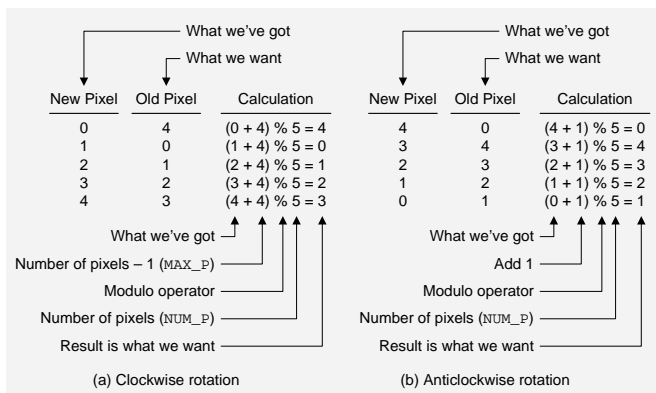 What we've got
What we want
New Pixel Old Pixel Calculation
0 4 (0 + 4) % 5 = 4
1 0 (1 + 4) % 5 = 0
2 1 (2 + 4) % 5 = 1
3 2 (3 + 4) % 5 = 2
4 3 (4 + 4) % 5 = 3
What we've got
Number of pixels – 1 (MAX_P)
Modulo operator
Number of pixels (NUM_P)
Result is what we want
(a) Clockwise rotation
What we've got
What we want
New Pixel Old Pixel Calculation
4 0 (4 + 1) % 5 = 0
3 4 (3 + 1) % 5 = 4
2 3 (2 + 1) % 5 = 3
1 2 (1 + 1) % 5 = 2
0 1 (0 + 1) % 5 = 1
What we've got
Add 1
Modulo operator
Number of pixels (NUM_P)
Result is what we want
(b) Anticlockwise rotation